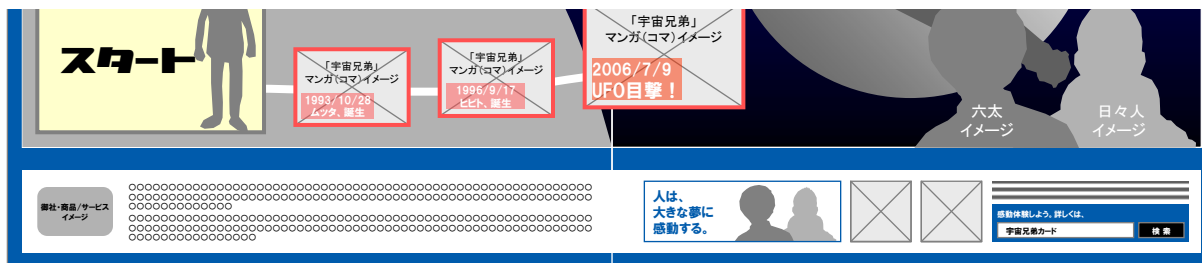 スタート
「宇宙兄弟」
マンガ(コマ)イメージ
1993/10/28
ムッタ、誕生
「宇宙兄弟」
マンガ(コマ)イメージ
1996/9/17
ヒビト、誕生
「宇宙兄弟」
マンガ(コマ)イメージ
2006/7/9
UFO目撃！
六太
イメージ
日々人
イメージ
御社・商品/サービス
イメージ
○○○○○○○○○○○○○○○○○○○○○○○○○○○○○○○○○○○○○○○○○○○○○○○○○○○○○○○○○○
○○○○○○○○○○○○○○○○○○○○○○○○○○○○○○○○○○○○○○○○○○○○○○○○○○○○○○○○○○
○○○○○○○○○○○○○
○○○○○○○○○○○○○○○○○○○○○○○○○○○○○○○○○○○○○○○○○○○○○○○○○○○○○○○○○○
○○○○○○○○○○○○○○○○○○○○○○○○○○○○○○○○○○○○○○○○○○○○○○○○○○○○○○○○○○
○○○○○○○○○○○○○○○○
人は、
大きな夢に
感動する。
感動体験しよう。詳しくは、
宇宙兄弟カード
検索